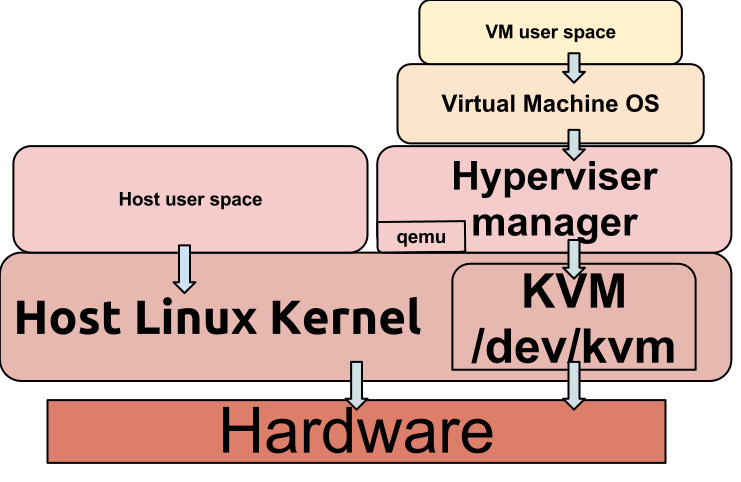 VM user space
Virtual Machine OS
Host user space
Hyperviser
manager
qemu
Host Linux Kernel
KVM
/dev/kvm
Hardware